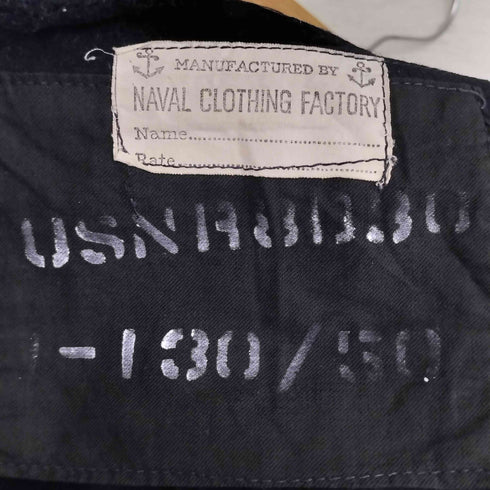 MANUFACTURED BY
NAVAL CLOTHING FACTORY
Name
Rate
-130/50